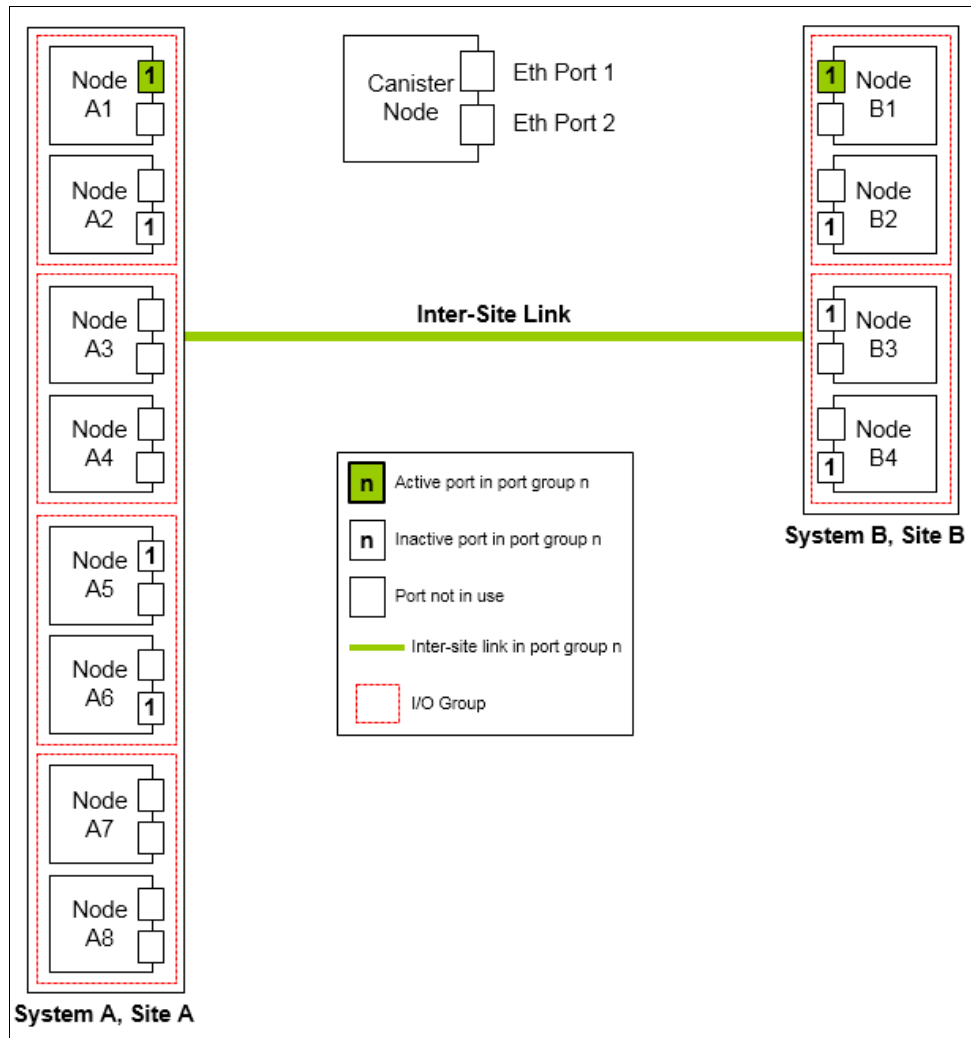 Node
A1
1
Node
A2
1
Node
A3
Node
A4
Node
A5
1
Node
A6
1
Node
A7
Node
A8
System A, Site A
Canister
Node
Eth Port 1
Eth Port 2
Inter-Site Link
n
Active port in port group n
n
Inactive port in port group n
Port not in use
Inter-site link in port group n
I/O Group
1
Node
B1
1
Node
B2
1
Node
B3
1
Node
B4
System B, Site B